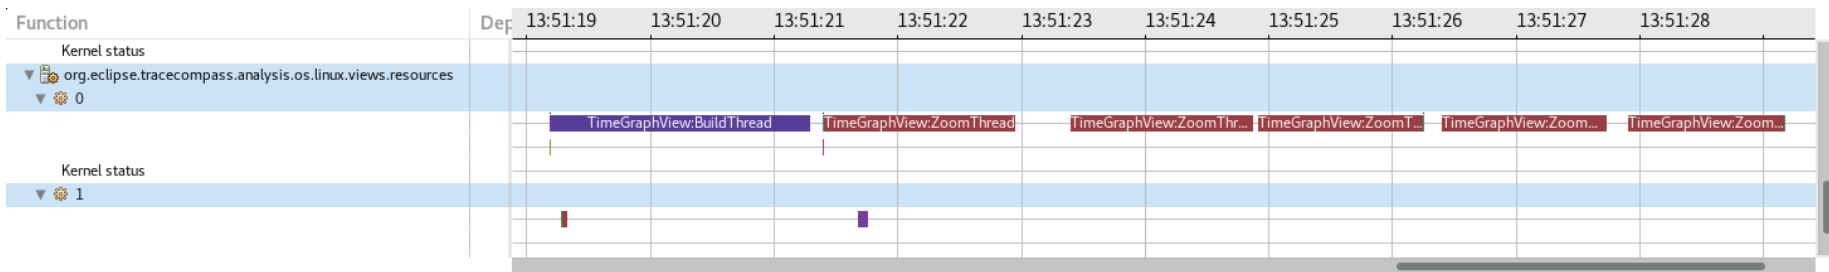 Function Dep 13:51:19 13:51:20 13:51:21 13:51:22 13:51:23 13:51:24 13:51:25 13:51:26 13:51:27 13:51:28
Kernel status
org.eclipse.tracecompass.analysis.os.linux.views.resources
0
TimeGraphView:BuildThread TimeGraphView:ZoomThread TimeGraphView:ZoomThr... TimeGraphView:ZoomT... TimeGraphView:Zoom... TimeGraphView:Zoom...
Kernel status
1